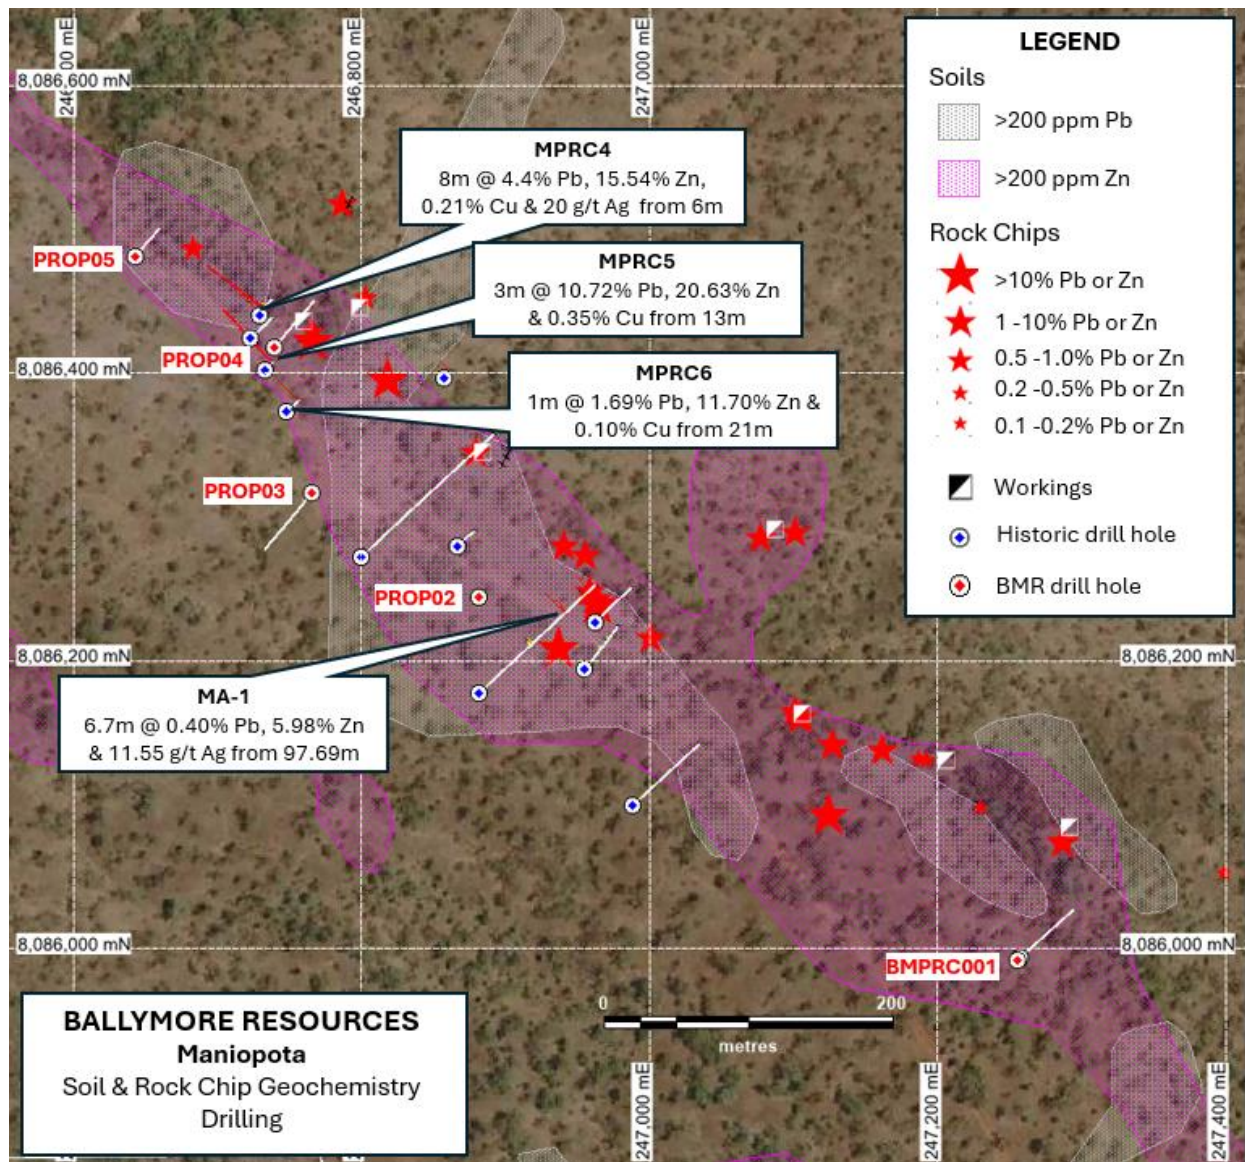 246,600 mE
246,800 mE
247,000 mE
8,086,600 mN
LEGEND
Soils
>200 ppm Pb
>200 ppm Zn
Rock Chips
>10% Pb or Zn
1 -10% Pb or Zn
0.5 -1.0% Pb or Zn
0.2 -0.5% Pb or Zn
0.1 -0.2% Pb or Zn
Workings
Historic drill hole
BMR drill hole
MPRC4
8m @ 4.4% Pb, 15.54% Zn,
0.21% Cu & 20 g/t Ag from 6m
PROP05
MPRC5
3m @ 10.72% Pb, 20.63% Zn
& 0.35% Cu from 13m
PROP04
8,086,400 mN
MPRC6
1m @ 1.69% Pb, 11.70% Zn &
0.10% Cu from 21m
PROP03
PROP02
8,086,200 mN
8,086,200 mN
MA-1
6.7m @ 0.40% Pb, 5.98% Zn
& 11.55 g/t Ag from 97.69m
8,086,000 mN
8,086,000 mN
BMPRC001
0 200
metres
BALLYMORE RESOURCES
Maniopota
Soil & Rock Chip Geochemistry
Drilling
247,000 mE
247,200 mE
247,400 mE